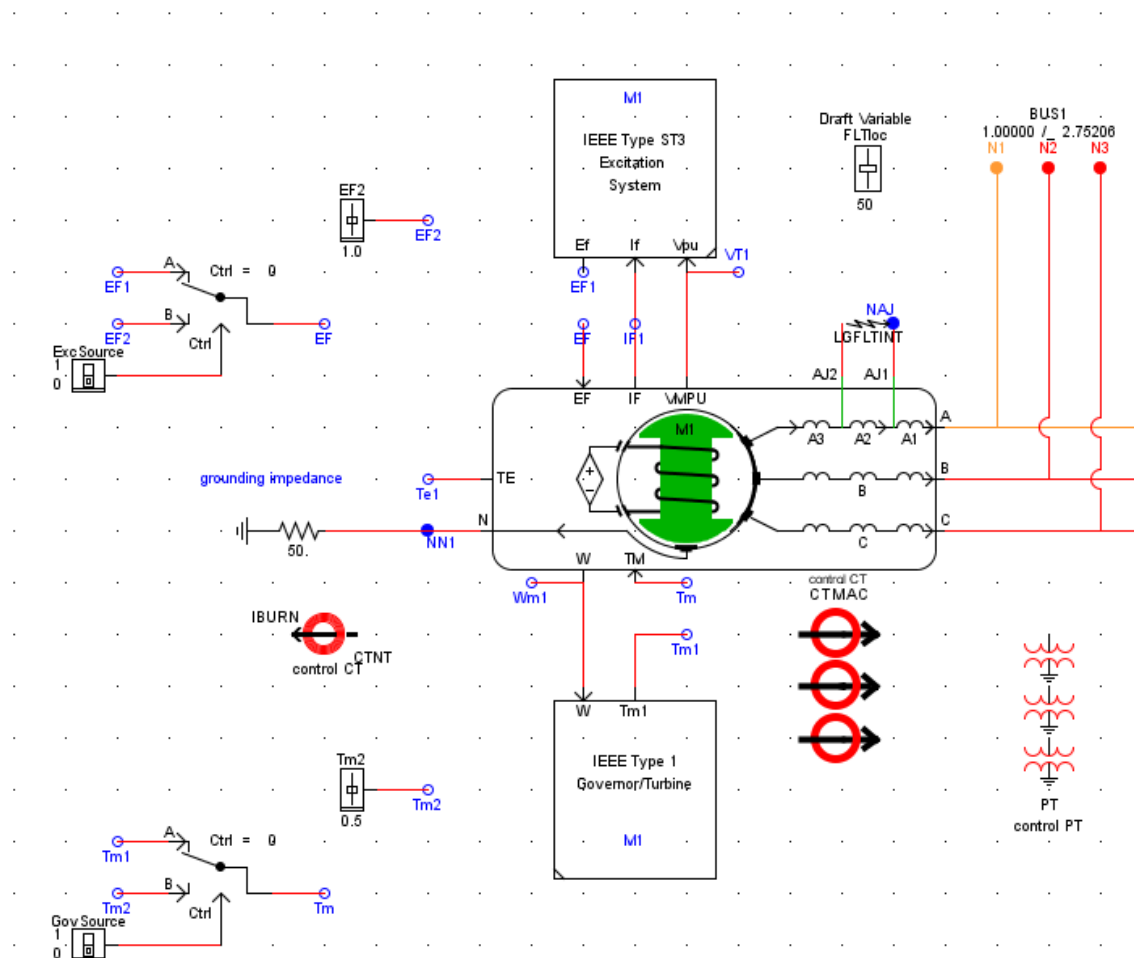 M1
IEEE Type ST3
Excitation
System
Ef
If
Vpu
EF1
VT1
Draft Variable
FLTloc
50
BUS1
1.00000 /_ 2.75206
N1
N2
N3
EF2
1.0
EF2
A
Ctrl = 0
EF1
B
EF2
Ctrl
EF
Exc Source
1
0
EF
IF1
NAJ
LGFLTINT
AJ2
AJ1
EF
IF
VMPU
M1
A3
A2
A1
A
TE
Te1
B
B
grounding impedance
N
NN1
50.
C
C
W
TM
Wm1
Tm
control CT
CTMAC
IBURN
CTNT
control CT
Tm1
W
Tm1
IEEE Type 1
Governor/Turbine
M1
PT
control PT
Tm2
0.5
Tm2
A
Ctrl = 0
Tm1
B
Tm2
Ctrl
Tm
Gov Source
1
0